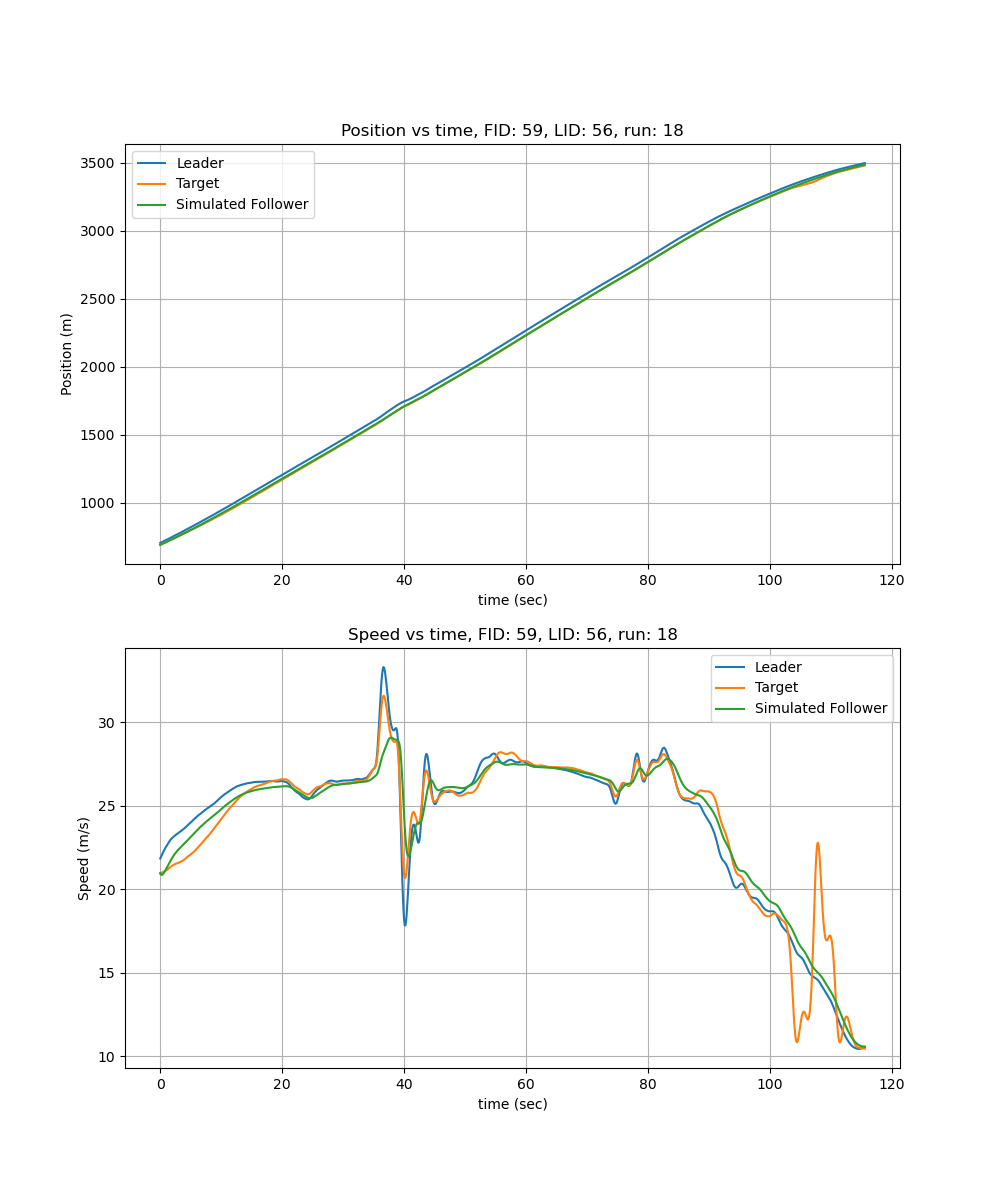 Position vs time, FID: 59, LID: 56, run: 18
Leader
Target
Simulated Follower
3500
3000
2500
2000
1500
1000
Position (m)
0 20 40 60 80 100 120
time (sec)
Speed vs time, FID: 59, LID: 56, run: 18
Leader
Target
Simulated Follower
30
25
20
15
10
Speed (m/s)
0 20 40 60 80 100 120
time (sec)